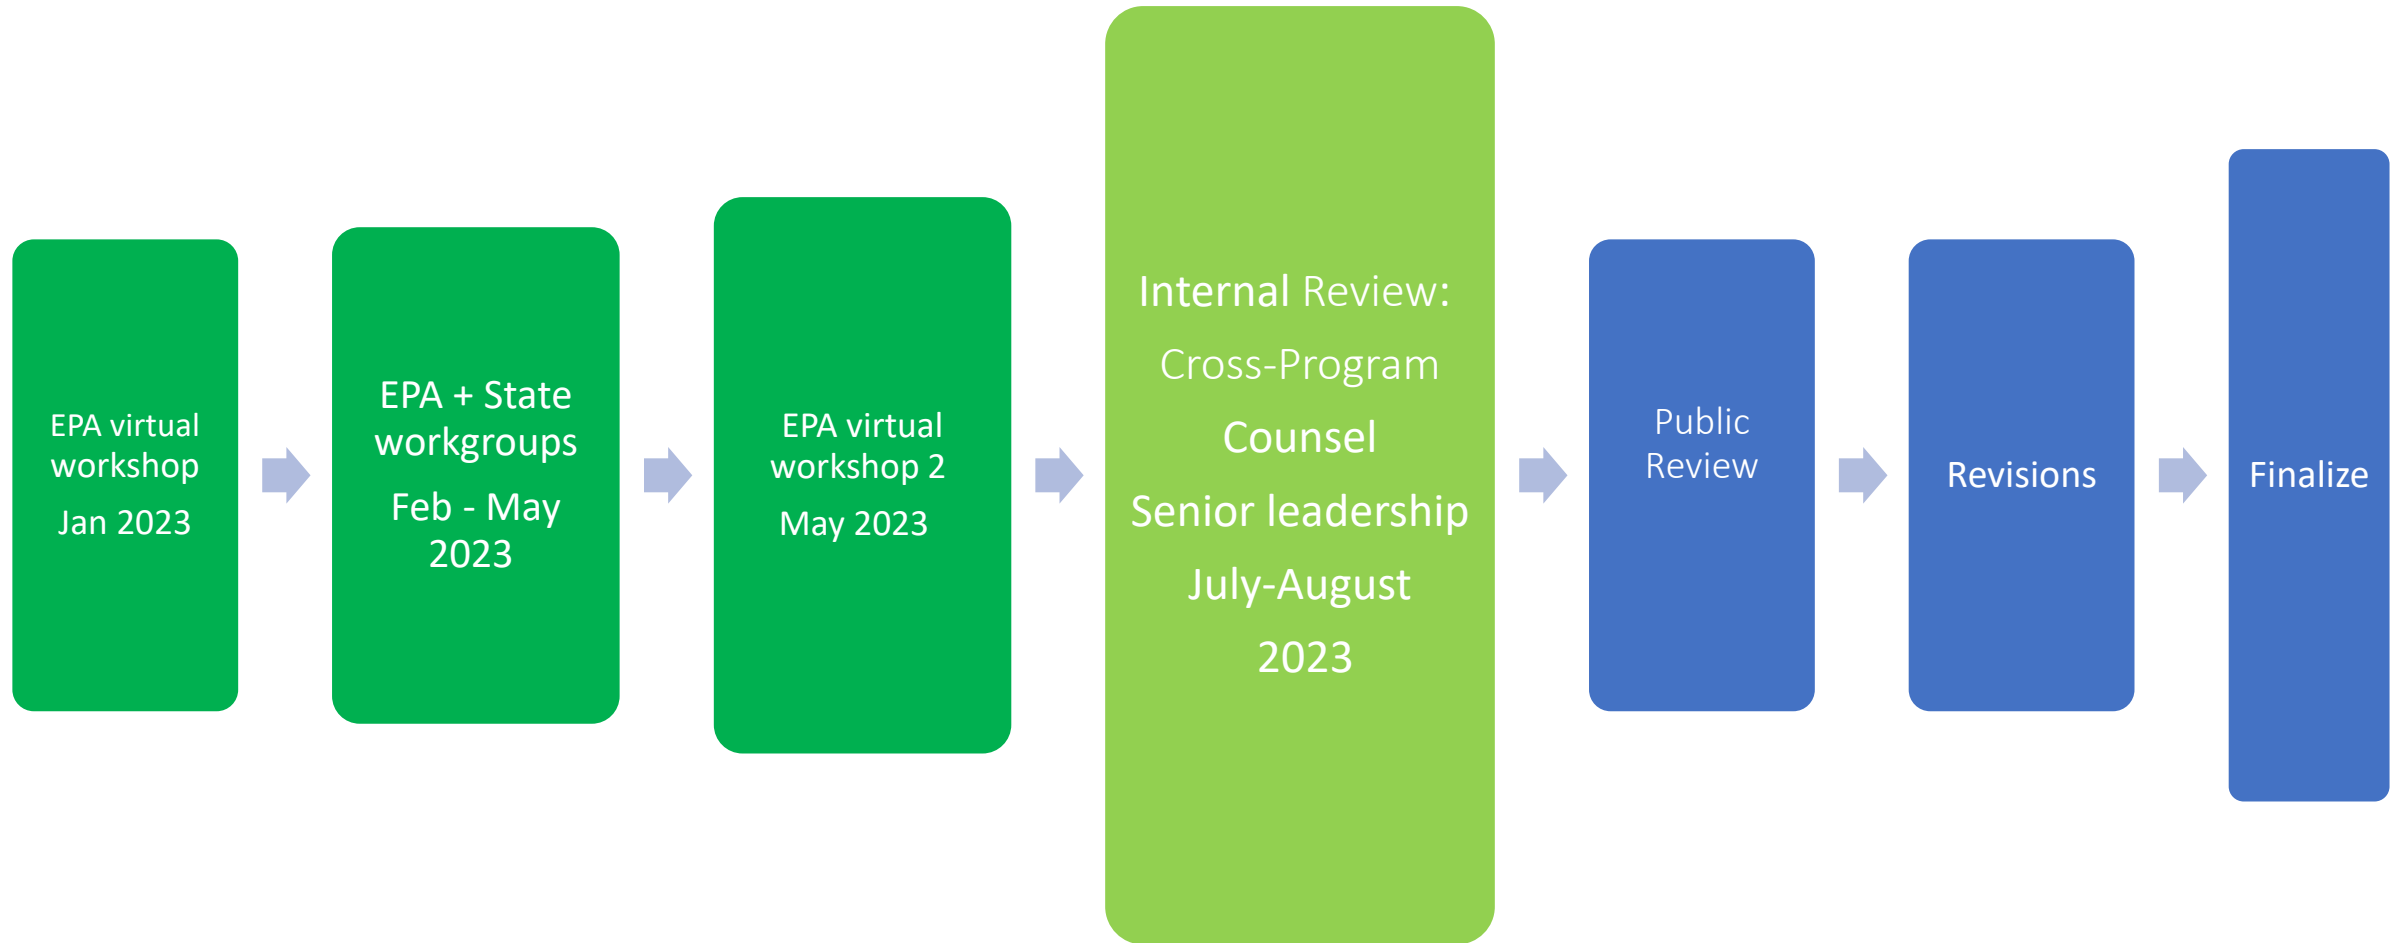 EPA virtual
workshop
Jan 2023
EPA + State
workgroups
Feb - May
2023
EPA virtual
workshop 2
May 2023
Internal Review:
Cross-Program
Counsel
Senior leadership
July-August
2023
Public
Review
Revisions
Finalize